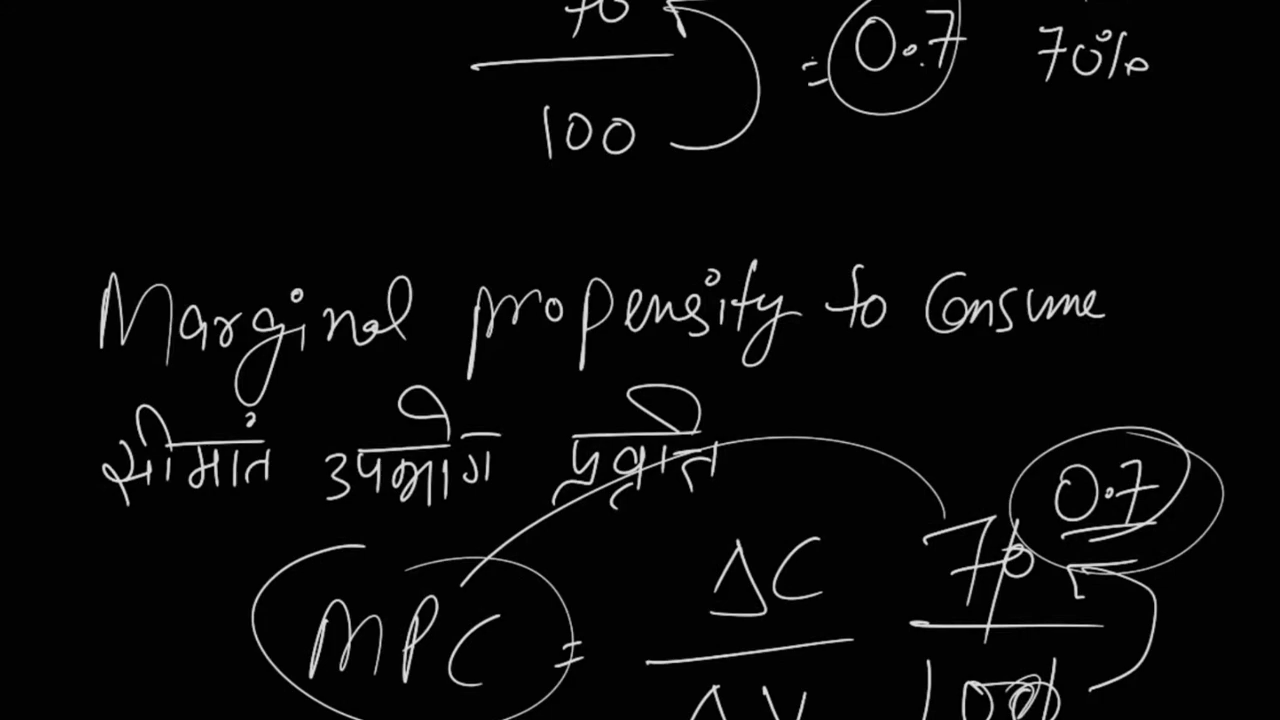 70
100
= 0.7 70%
Marginal propensity to Consume
सीमांत उपभोग प्रवृति
0.7
MPC = ΔC 70
ΔY 100